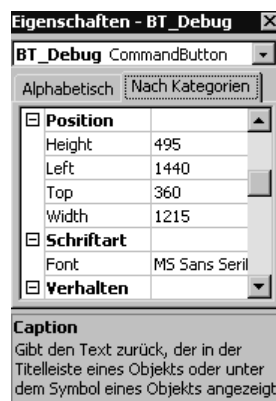 Eigenschaften - BT_Debug
BT_Debug CommandButton
Alphabetisch Nach Kategorien
Position
Height 495
Left 1440
Top 360
Width 1215
Schriftart
Font MS Sans Seril
Verhalten
Caption
Gibt den Text zurück, der in der
Titelleiste eines Objekts oder unter
dem Symbol eines Objekts angezeigt